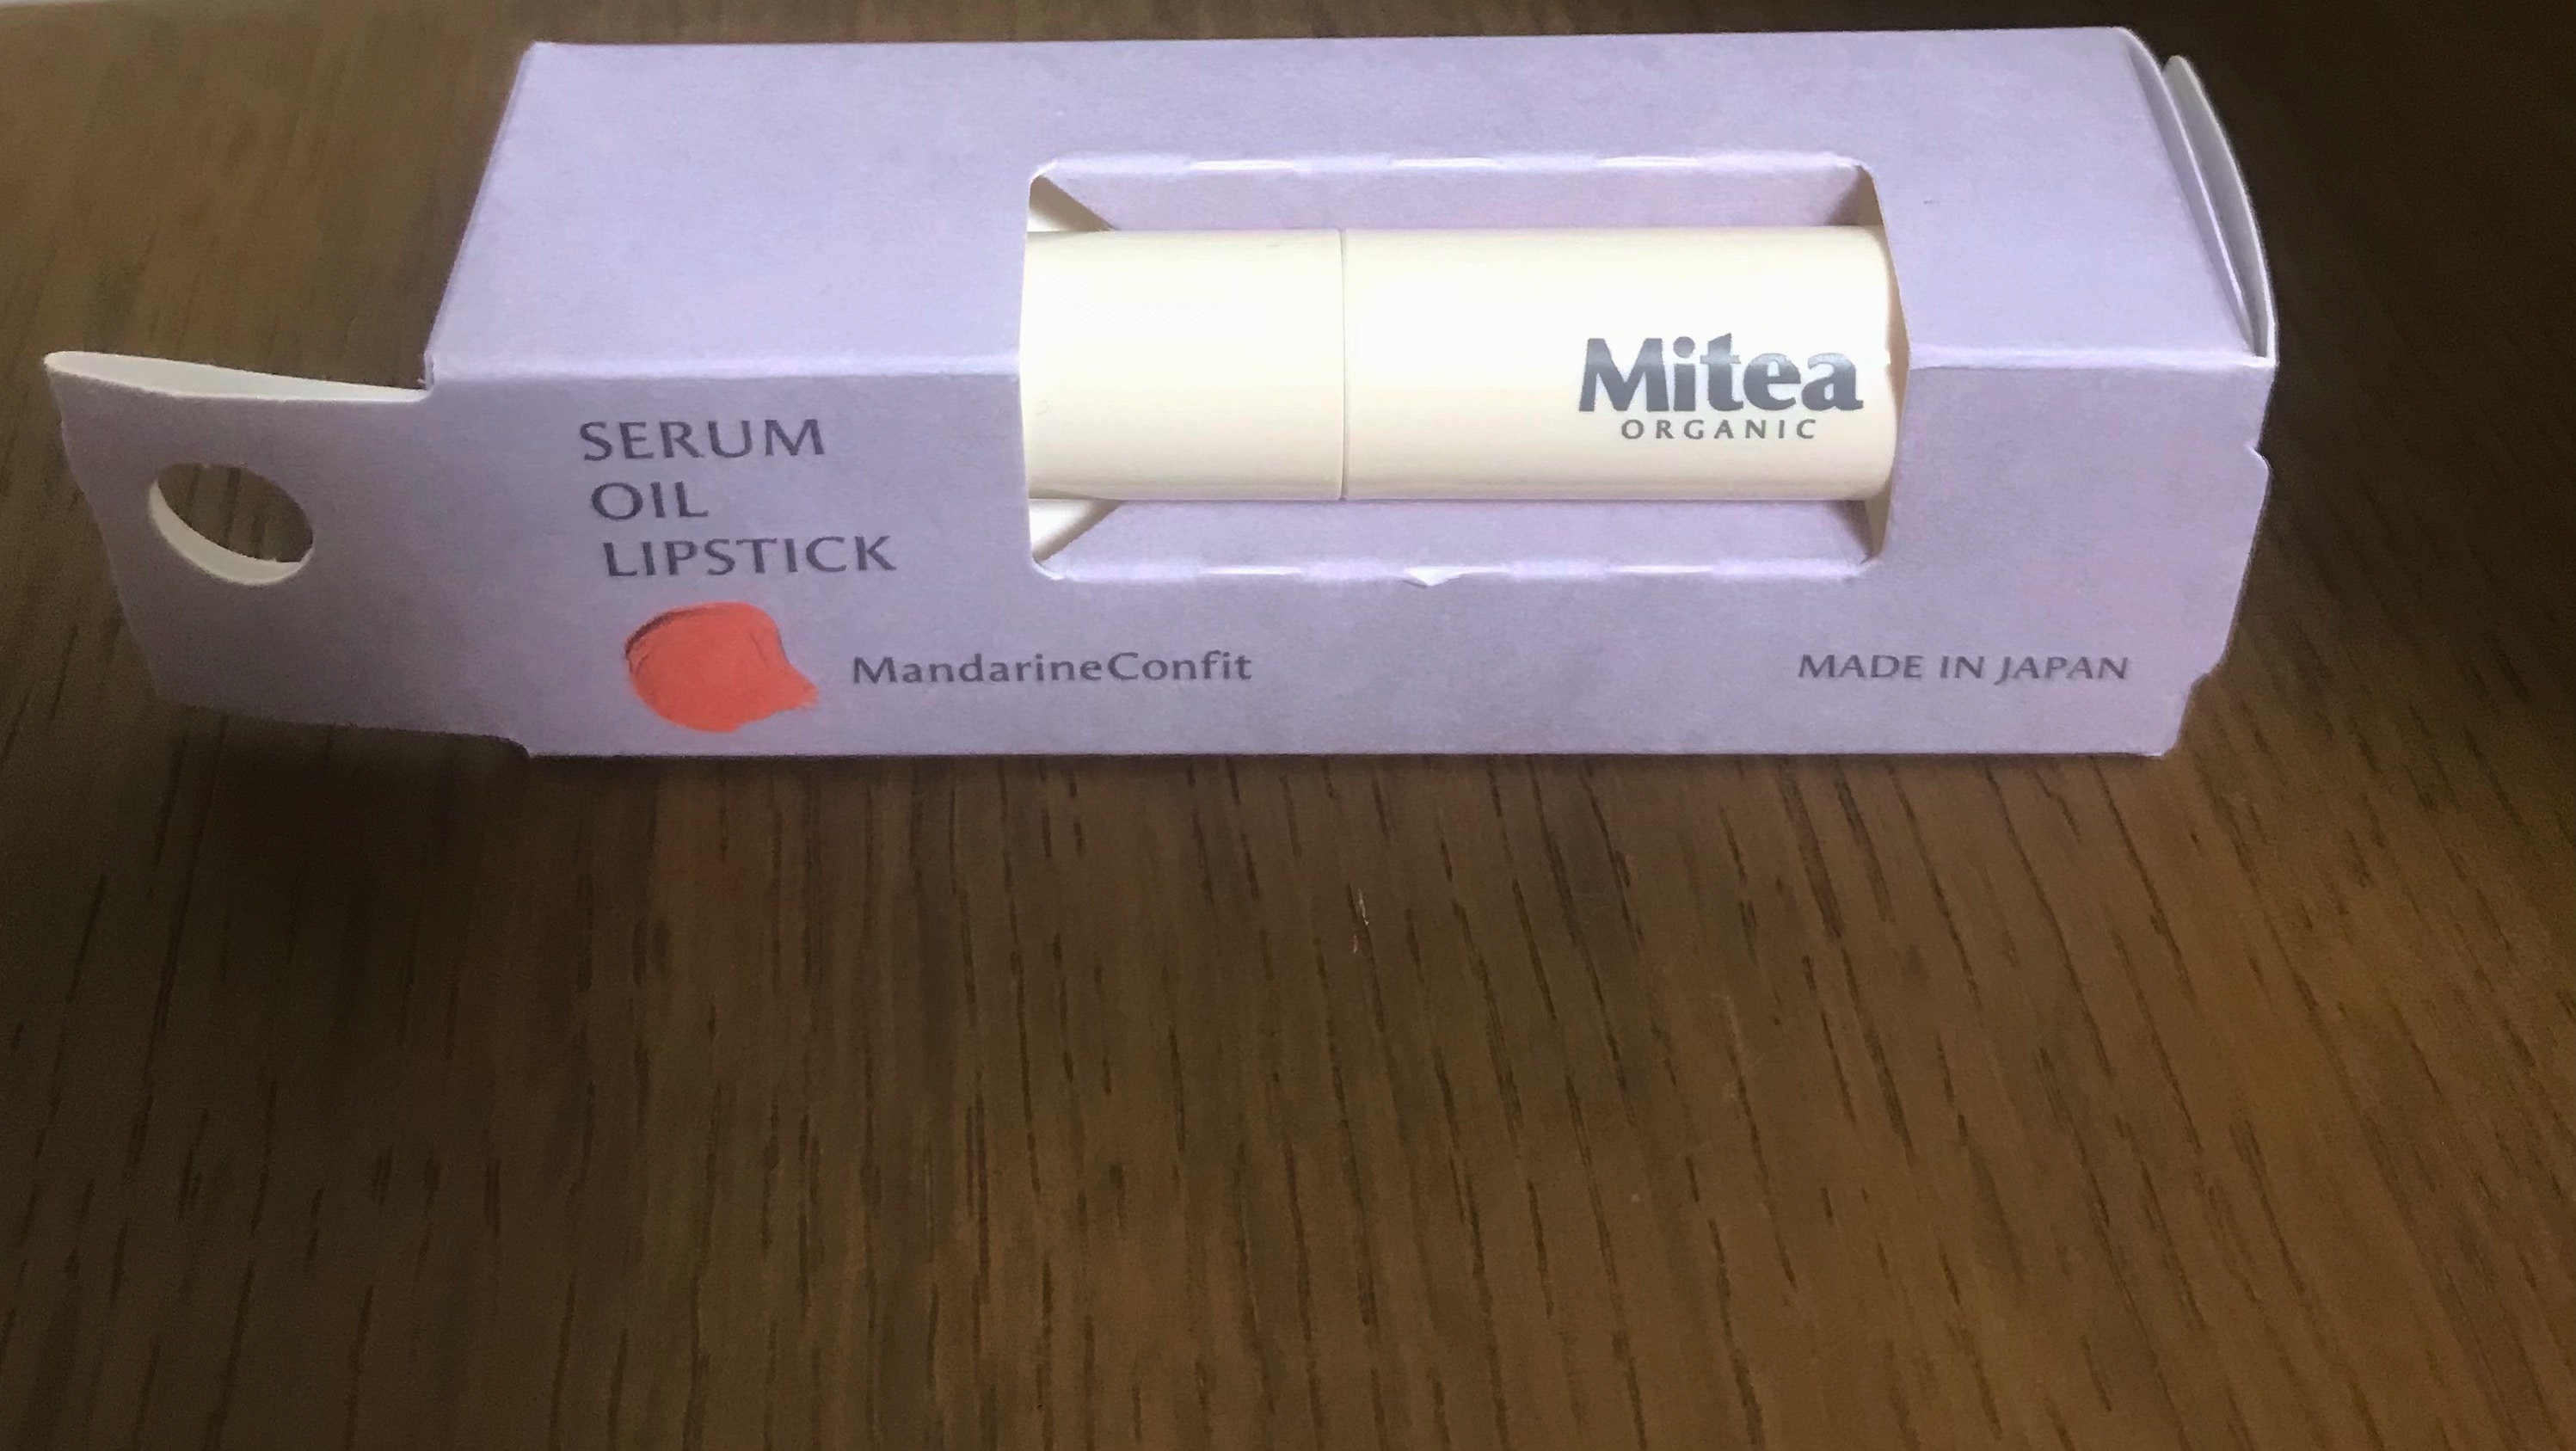 Mitea
ORGANIC
SERUM
OIL
LIPSTICK
MandarineConfit
MADE IN JAPAN